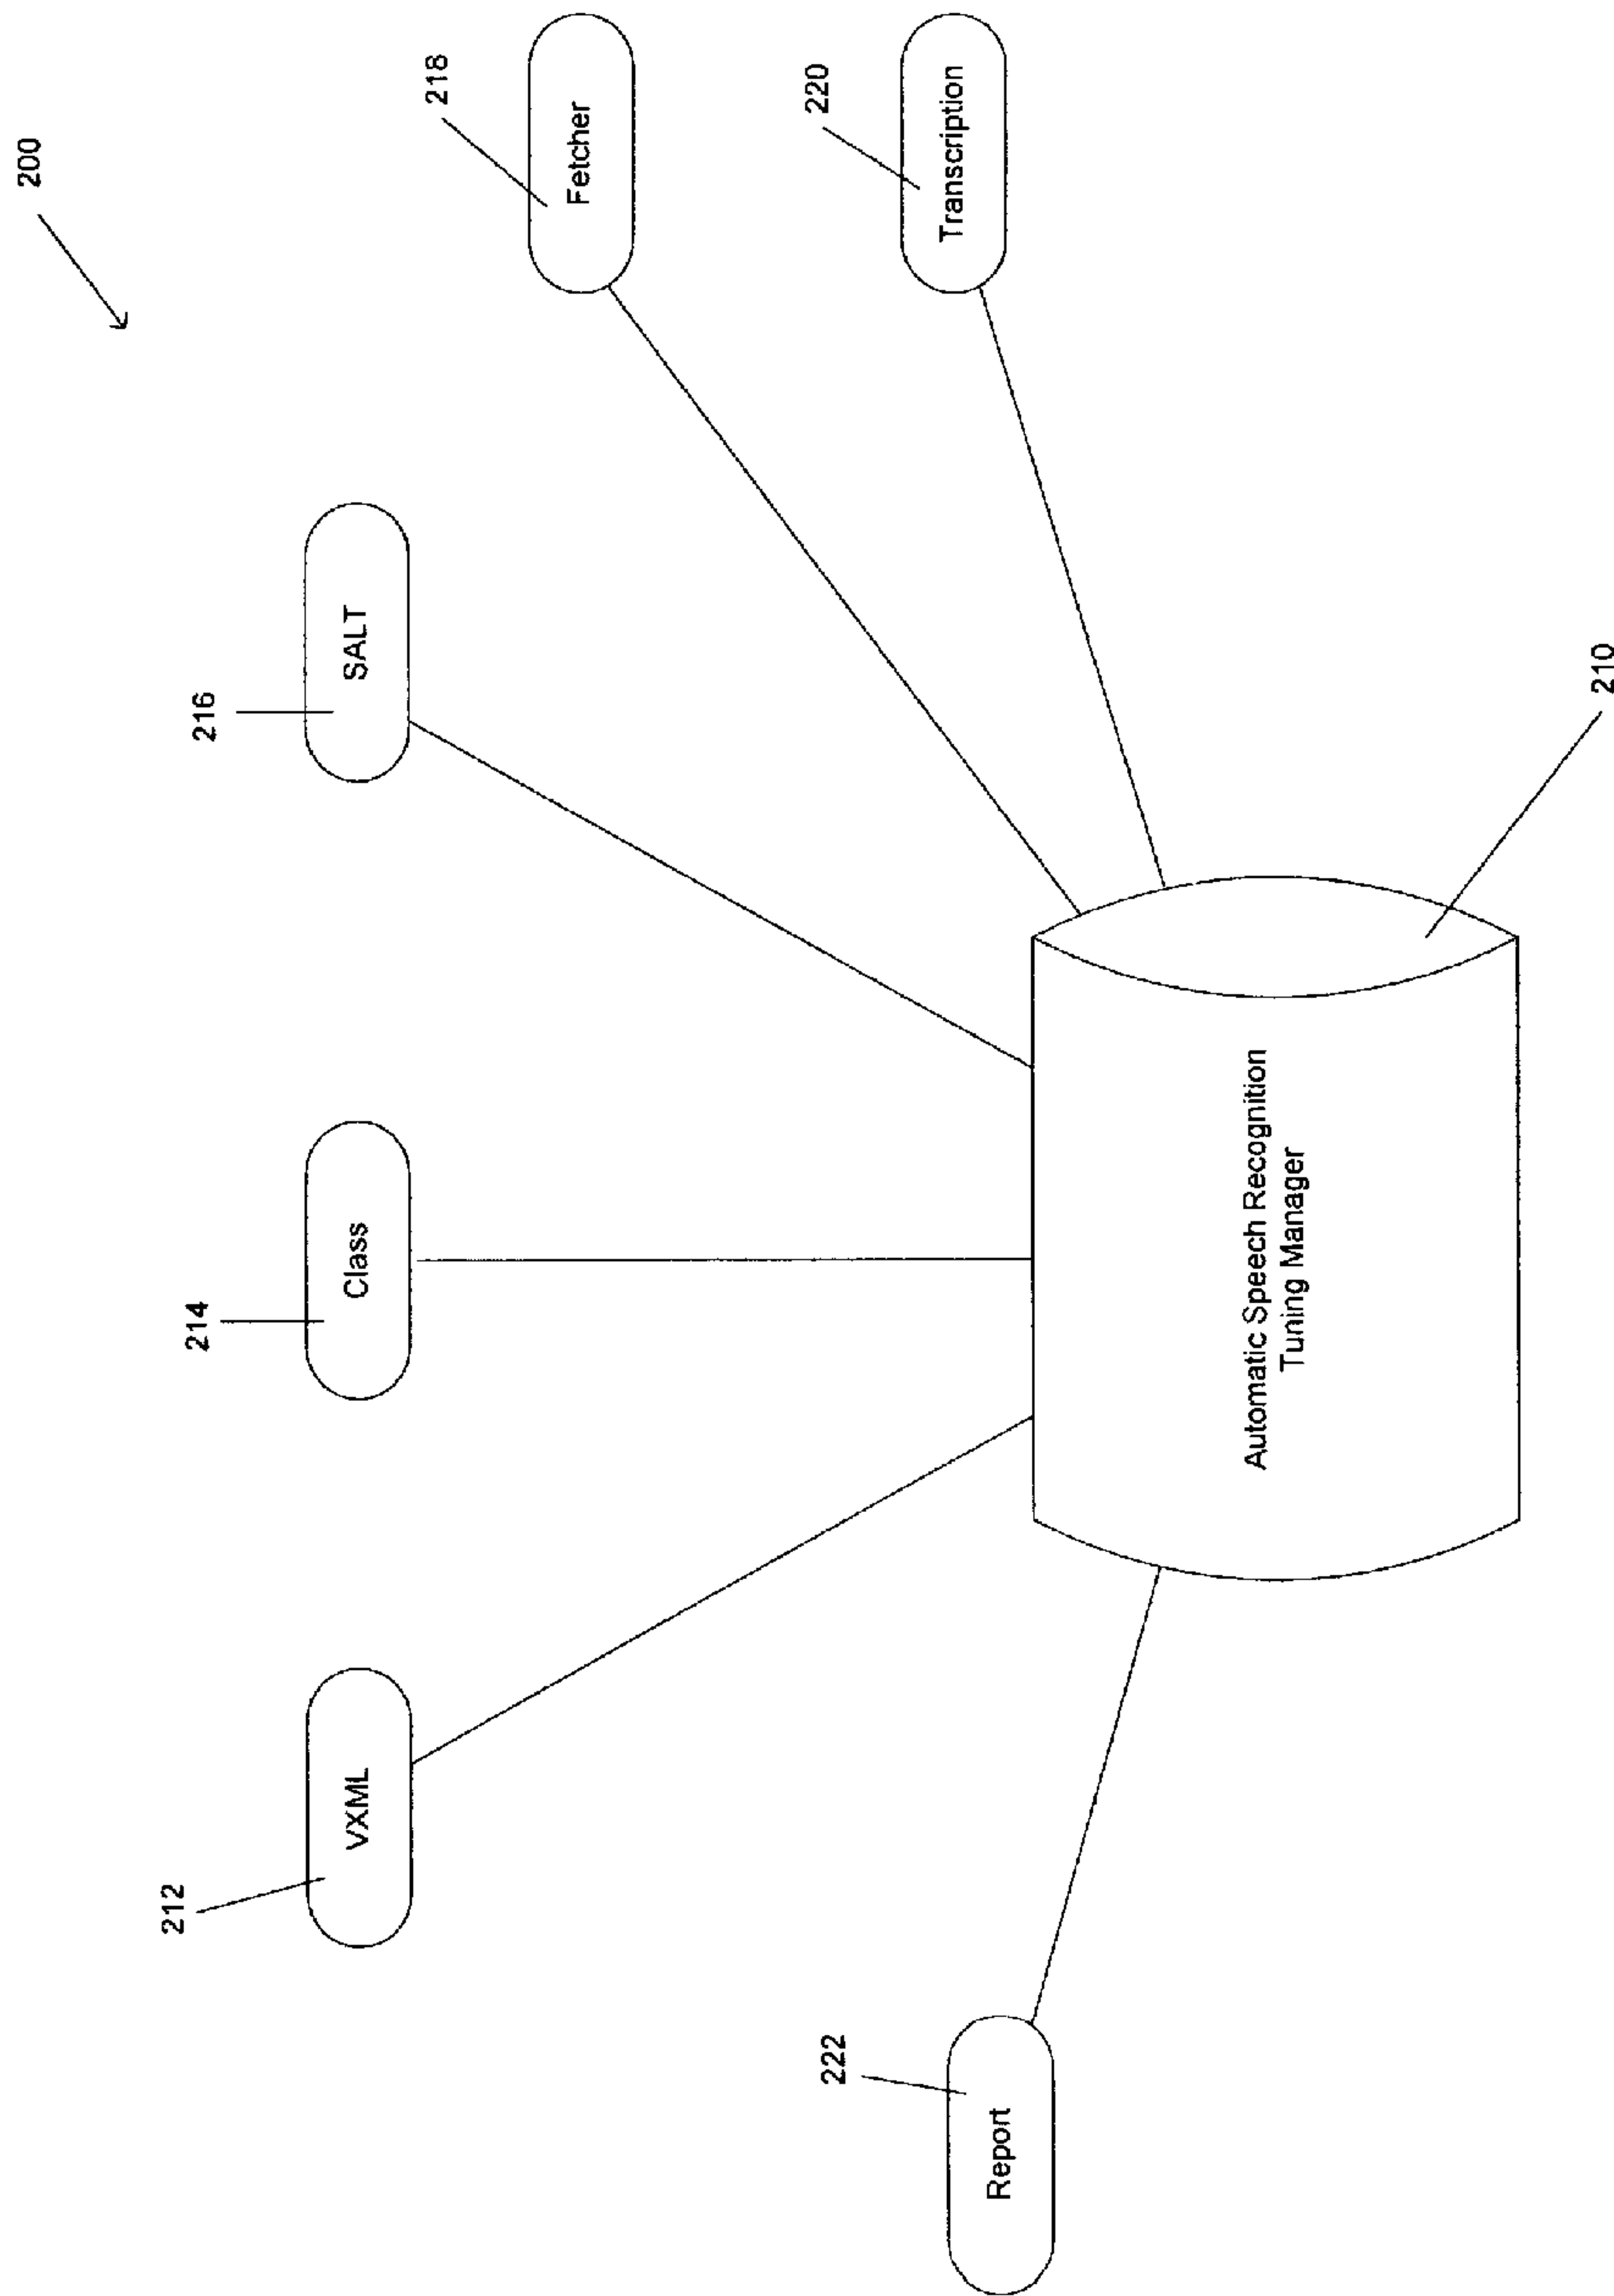 200
212
VXML
214
Class
216
SALT
218
Fetcher
222
Report
220
Transcription
Automatic Speech Recognition
Tuning Manager
210